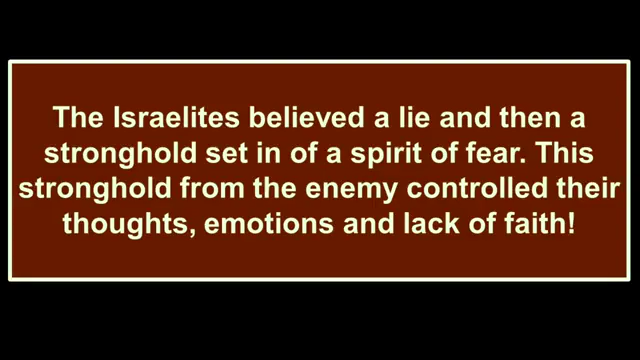 The Israelites believed a lie and then a
stronghold set in of a spirit of fear. This
stronghold from the enemy controlled their
thoughts, emotions and lack of faith!